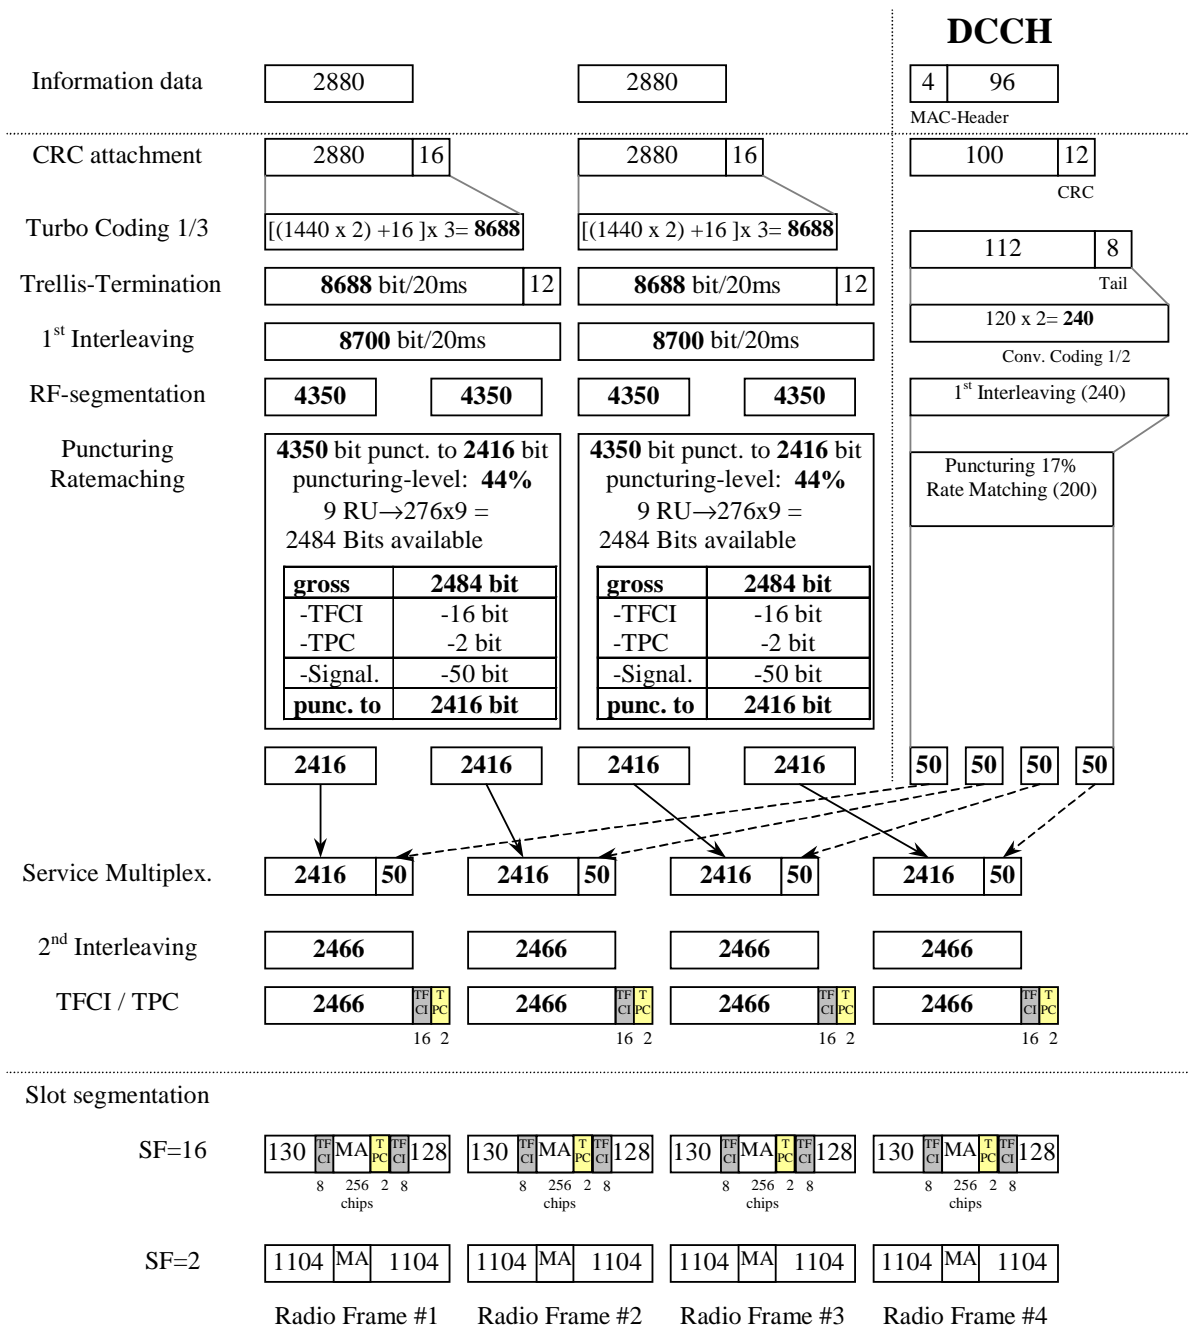 DCCH
Information data 2880 2880 4 96
MAC-Header
CRC attachment 2880 16 2880 16 100 12
CRC
Turbo Coding 1/3 [(1440 x 2) +16 ]x 3= 8688 [(1440 x 2) +16 ]x 3= 8688
112 8
Tail
Trellis-Termination 8688 bit/20ms 12 8688 bit/20ms 12
120 x 2= 240
1st Interleaving 8700 bit/20ms 8700 bit/20ms
Conv. Coding 1/2
RF-segmentation 4350 4350 4350 4350 1st Interleaving (240)
Puncturing
Ratemaching
4350 bit punct. to 2416 bit
puncturing-level: 44%
9 RU→276x9 =
2484 Bits available
gross 2484 bit
-TFCI -16 bit
-TPC -2 bit
-Signal. -50 bit
punc. to 2416 bit
4350 bit punct. to 2416 bit
puncturing-level: 44%
9 RU→276x9 =
2484 Bits available
gross 2484 bit
-TFCI -16 bit
-TPC -2 bit
-Signal. -50 bit
punc. to 2416 bit
Puncturing 17%
Rate Matching (200)
2416 2416 2416 2416 50 50 50 50
Service Multiplex. 2416 50 2416 50 2416 50 2416 50
2nd Interleaving 2466 2466 2466 2466
TFCI / TPC 2466 TF CI T PC 2466 TF CI T PC 2466 TF CI T PC 2466 TF CI T PC
16 2 16 2 16 2 16 2
Slot segmentation
SF=16 130 TF CI MA T PC TF CI 128 130 TF CI MA T PC TF CI 128 130 TF CI MA T PC TF CI 128 130 TF CI MA T PC TF CI 128
8 256 2 8 8 256 2 8 8 256 2 8 8 256 2 8
chips chips chips chips
SF=2 1104 MA 1104 1104 MA 1104 1104 MA 1104 1104 MA 1104
Radio Frame #1 Radio Frame #2 Radio Frame #3 Radio Frame #4